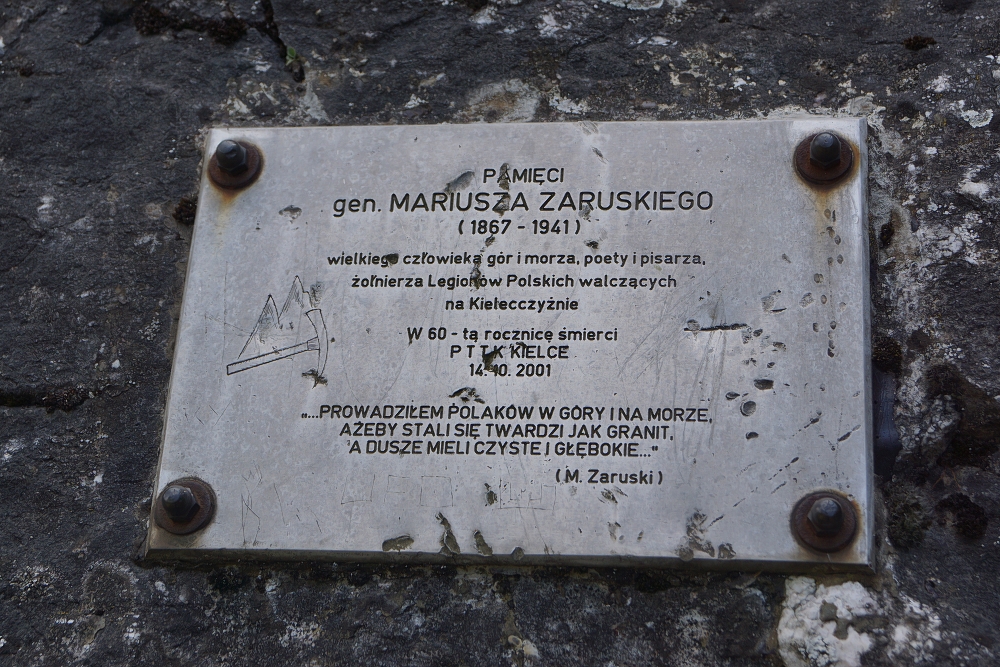 PAMIĘCI
gen. MARIUSZA ZARUSKIEGO
(1867 - 1941)
wielkiego człowieka gór i morza, poety i pisarza,
żołnierza Legionów Polskich walczących
na Kielecczyźnie
W 60 - tą rocznicę śmierci
PTTK KIELCE
14.10.2001
„...PROWADZIŁEM POLAKÓW W GÓRY I NA MORZE,
AŻEBY STALI SIĘ TWARDZI JAK GRANIT,
A DUSZE MIELI CZYSTE I GŁĘBOKIE..."
(M. Zaruski)